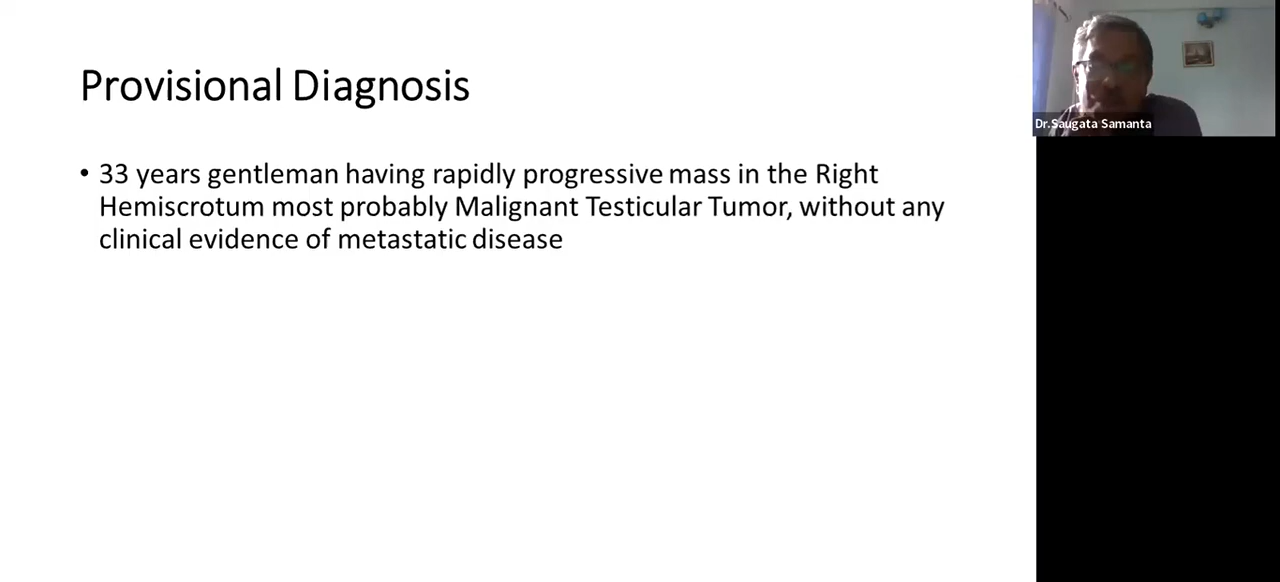 Provisional Diagnosis
• 33 years gentleman having rapidly progressive mass in the Right
Hemiscrotum most probably Malignant Testicular Tumor, without any
clinical evidence of metastatic disease
Dr.Saugata Samanta